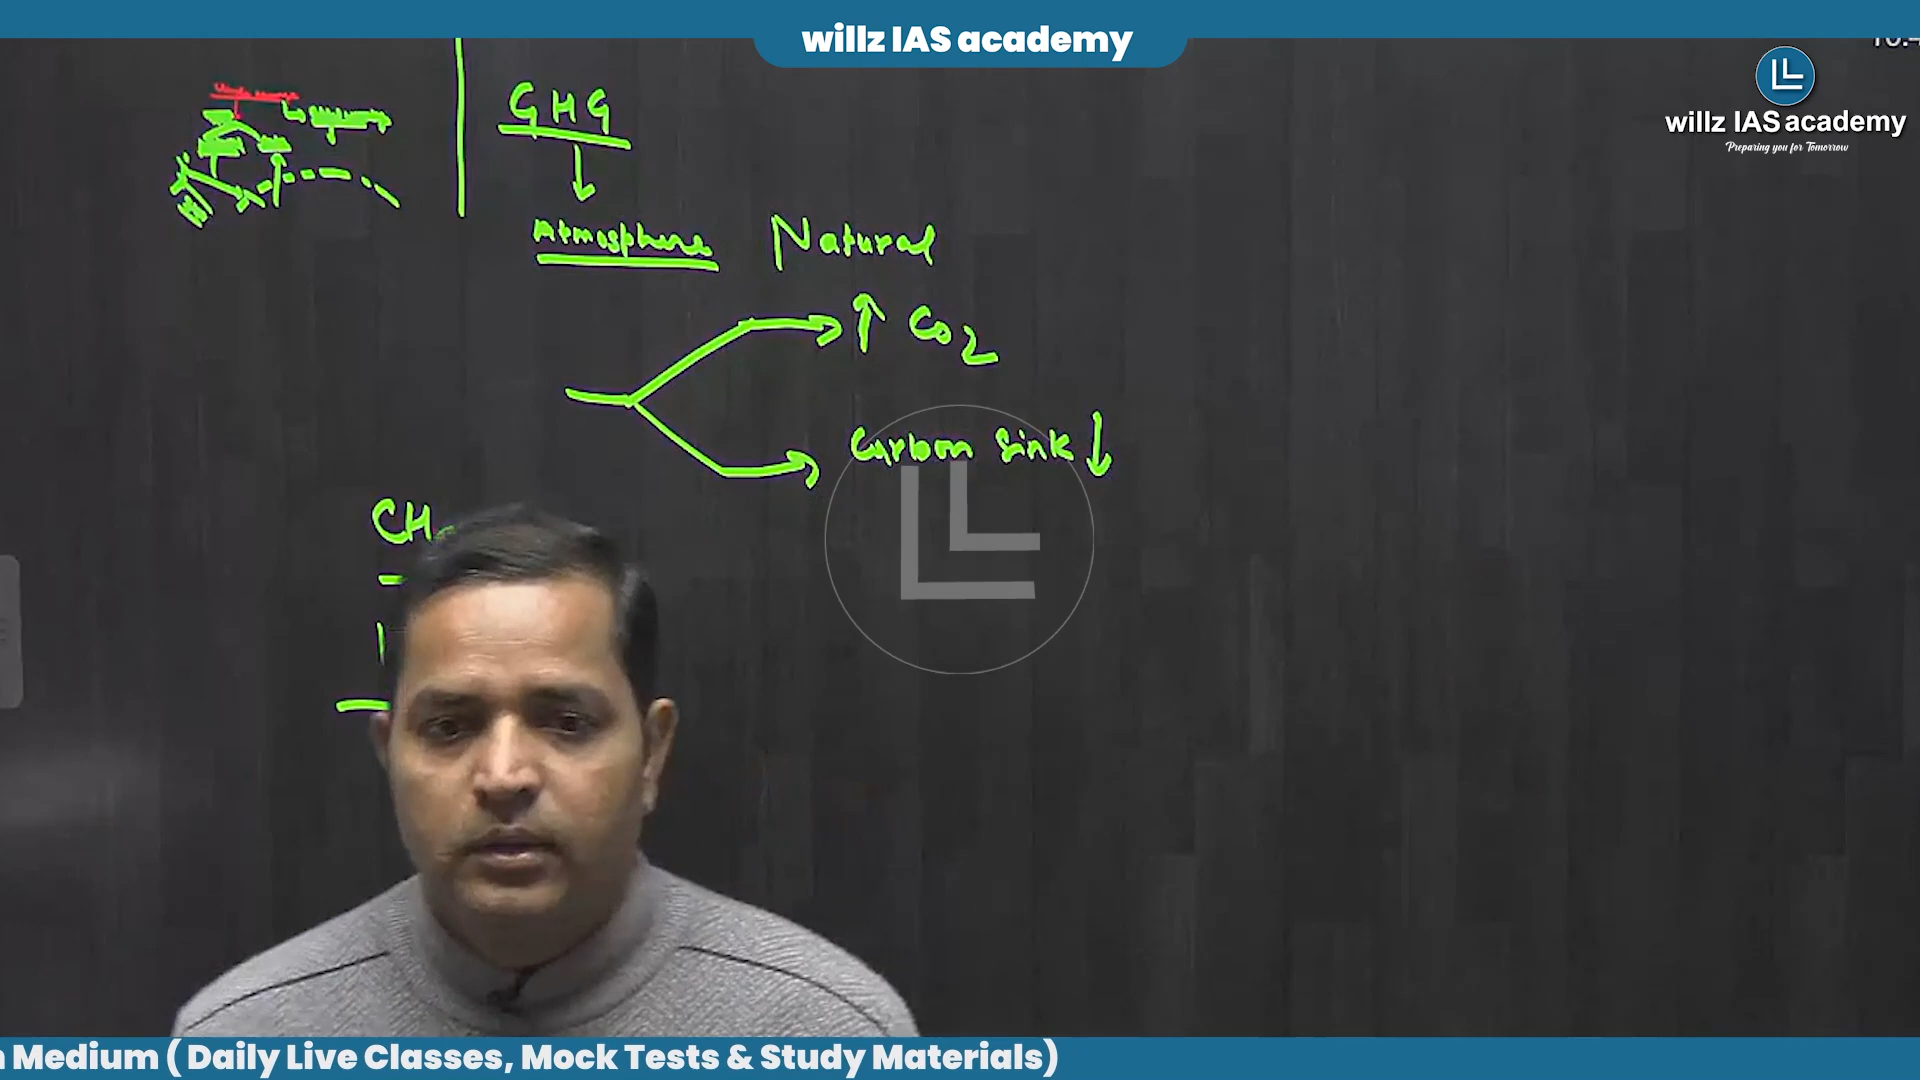 willz IAS academy
willz IAS academy
Preparing you for Tomorrow
GHG
Atmosphere Natural
↑ CO2
Carbon Sink ↓
CH
Medium ( Daily Live Classes, Mock Tests & Study Materials)